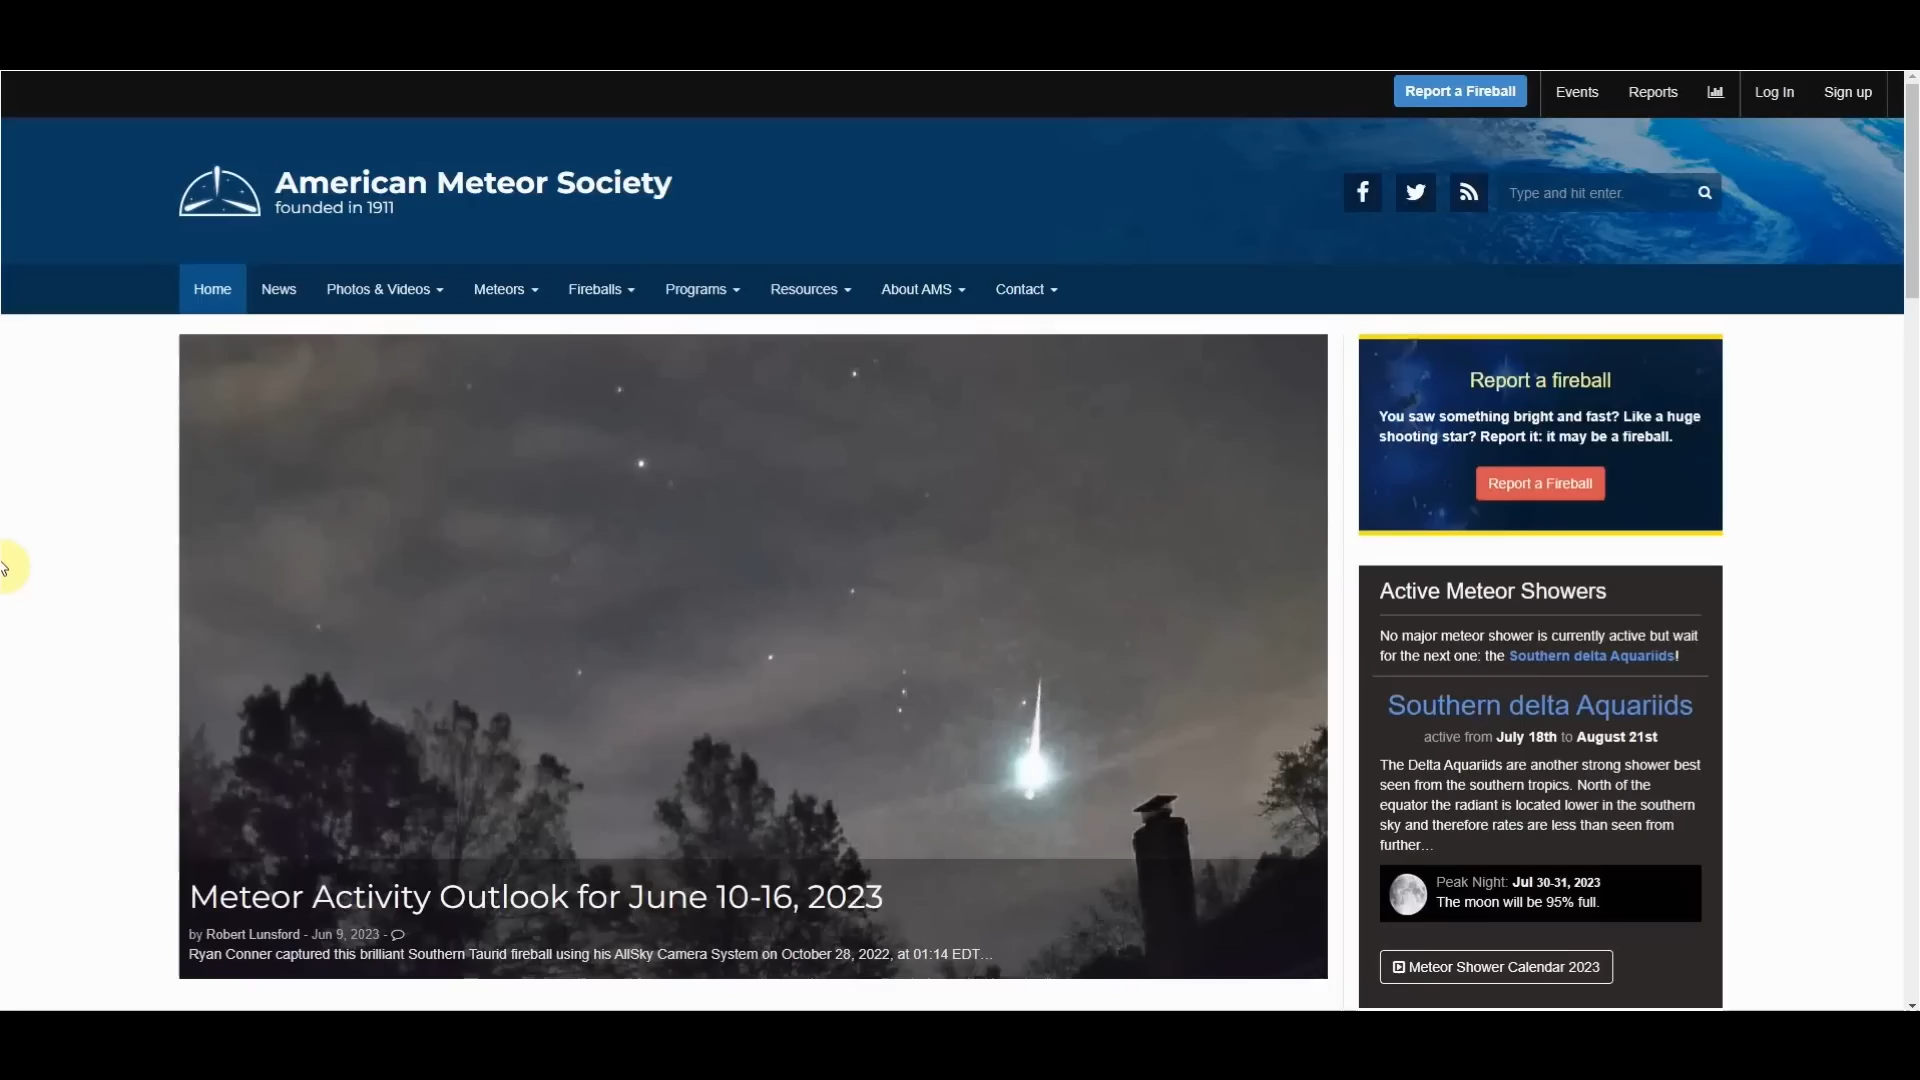 Report a Fireball
Events
Reports
Log In
Sign up
American Meteor Society
founded in 1911
Type and hit enter.
Home
News
Photos & Videos
Meteors
Fireballs
Programs
Resources
About AMS
Contact
Report a fireball
You saw something bright and fast? Like a huge
shooting star? Report it: it may be a fireball.
Report a Fireball
Active Meteor Showers
No major meteor shower is currently active but wait
for the next one: the Southern delta Aquariids!
Southern delta Aquariids
active from July 18th to August 21st
The Delta Aquariids are another strong shower best
seen from the southern tropics. North of the
equator the radiant is located lower in the southern
sky and therefore rates are less than seen from
further…
Peak Night: Jul 30-31, 2023
The moon will be 95% full.
Meteor Shower Calendar 2023
Meteor Activity Outlook for June 10-16, 2023
by Robert Lunsford - Jun 9, 2023 -
Ryan Conner captured this brilliant Southern Taurid fireball using his AllSky Camera System on October 28, 2022, at 01:14 EDT…